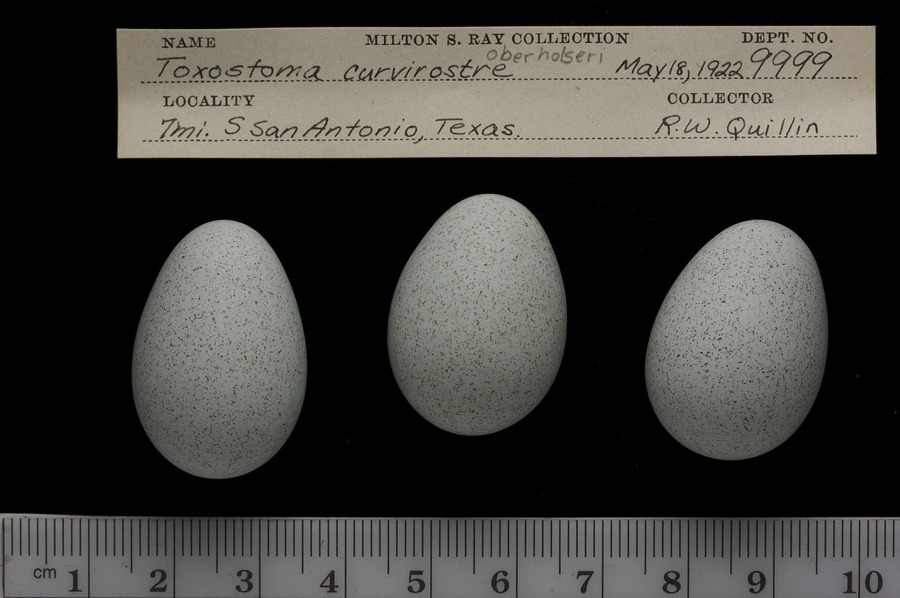 NAME MILTON S. RAY COLLECTION DEPT. NO.
oberholseri
Toxostoma curvirostre May 18, 1922 9999
LOCALITY COLLECTOR
7mi. S San Antonio, Texas. R.W. Quillin
cm 1 2 3 4 5 6 7 8 9 10